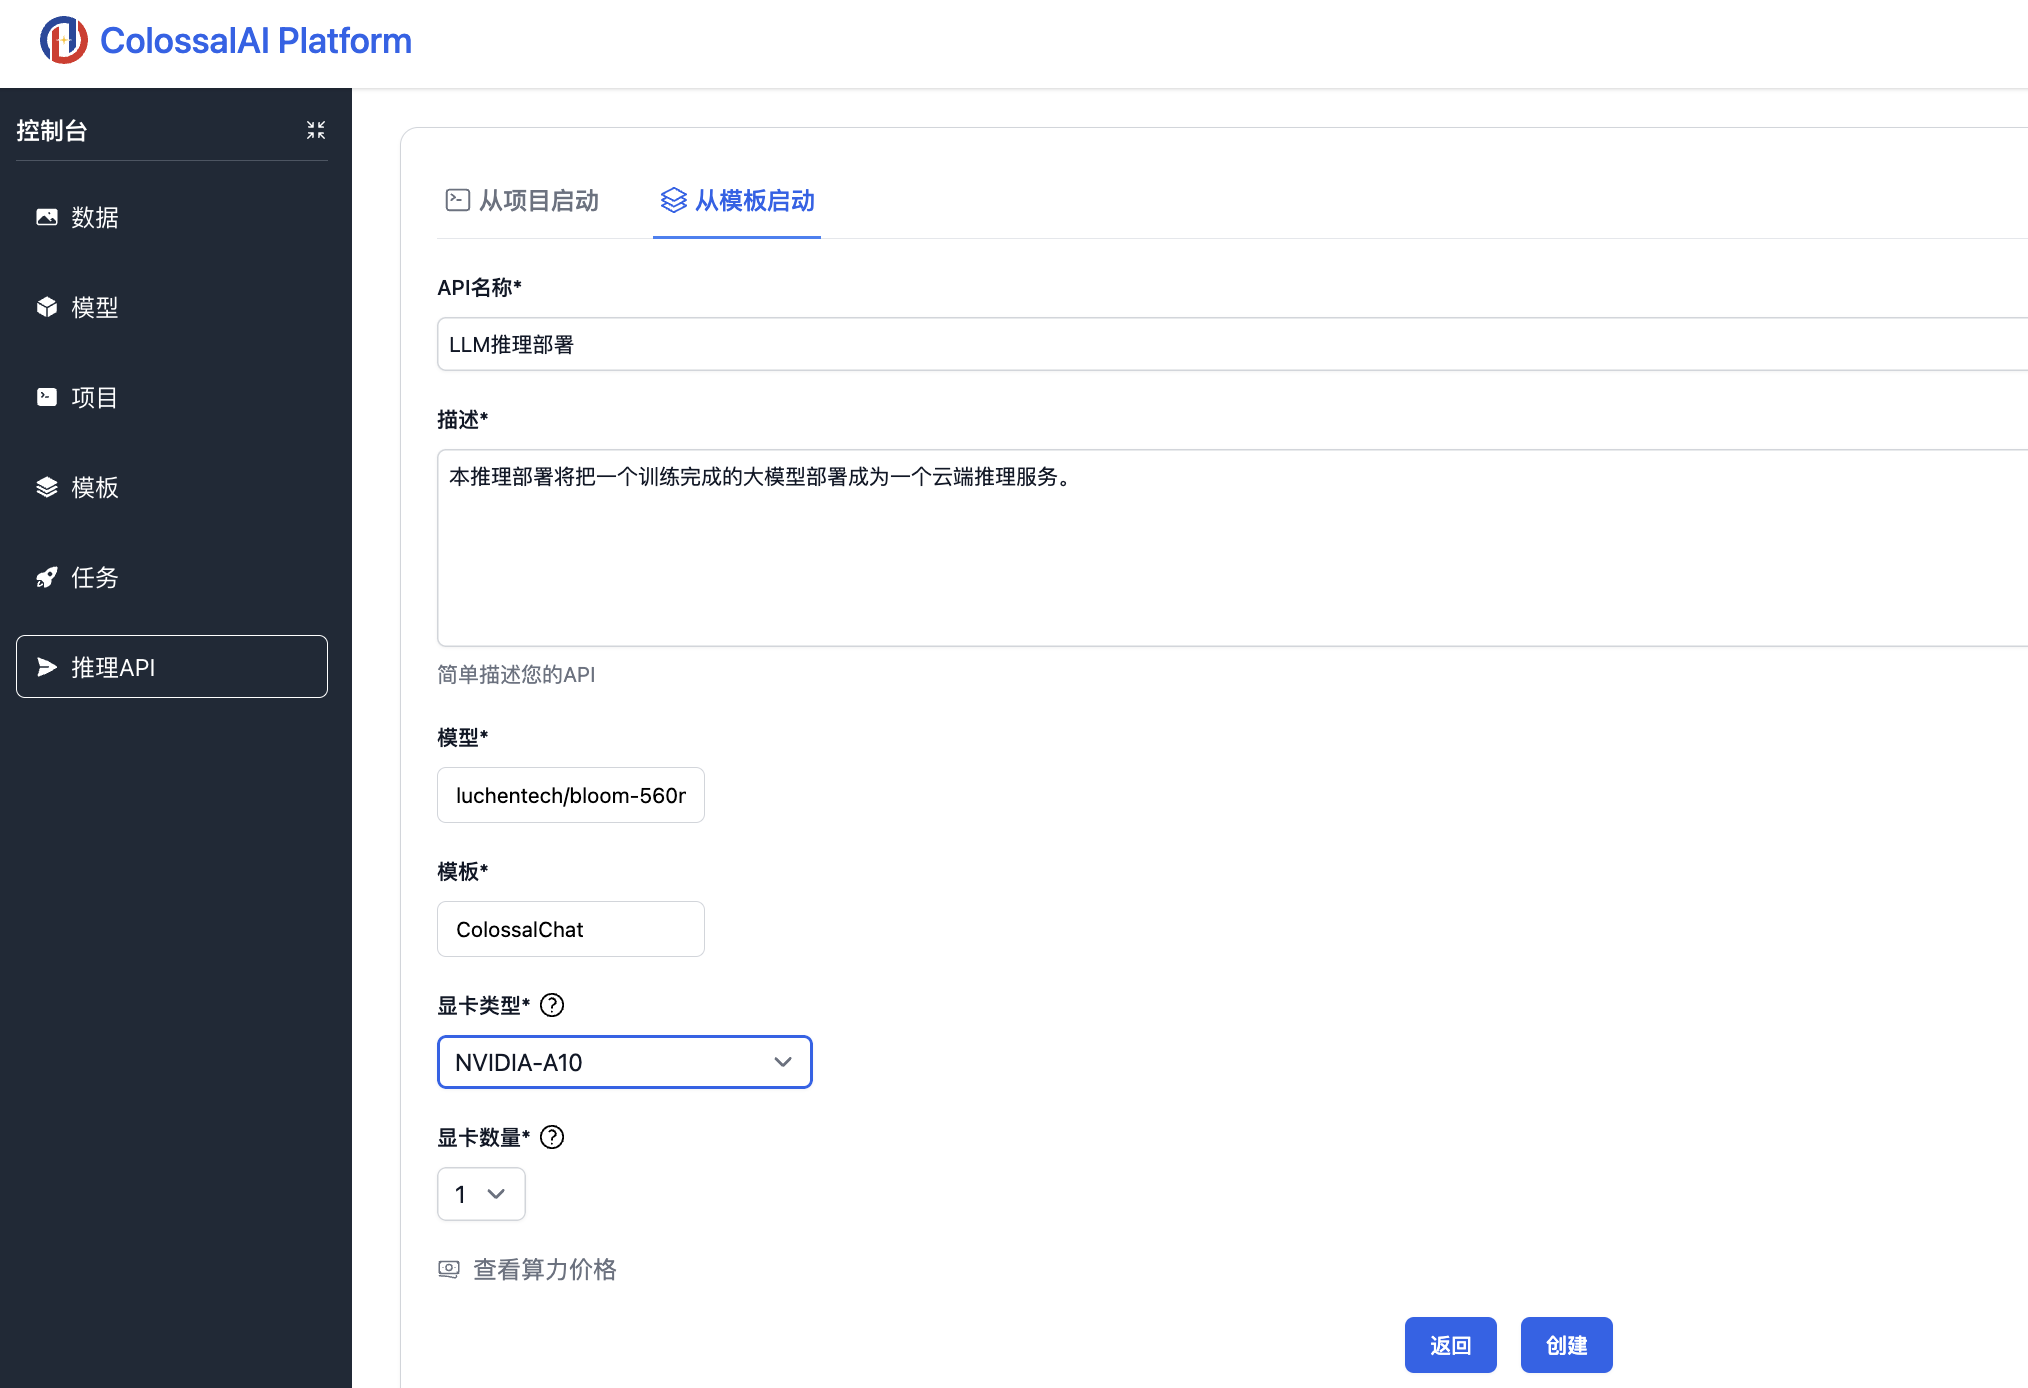 ColossalAI Platform
控制台
数据
模型
项目
模板
任务
推理API
从项目启动
从模板启动
API名称*
LLM推理部署
描述*
本推理部署将把一个训练完成的大模型部署成为一个云端推理服务。
简单描述您的API
模型*
luchentech/bloom-560
模板*
ColossalChat
显卡类型*
NVIDIA-A10
显卡数量*
1
查看算力价格
返回
创建